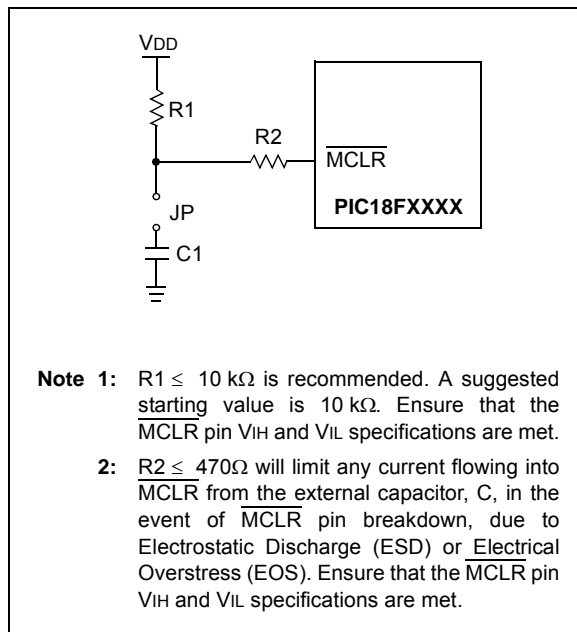 VDD
R1
R2
MCLR
PIC18FXXXX
JP
C1
Note 1: R1 ≤ 10 kΩ is recommended. A suggested
starting value is 10 kΩ. Ensure that the
MCLR pin VIH and VIL specifications are met.
2: R2 ≤ 470Ω will limit any current flowing into
MCLR from the external capacitor, C, in the
event of MCLR pin breakdown, due to
Electrostatic Discharge (ESD) or Electrical
Overstress (EOS). Ensure that the MCLR pin
VIH and VIL specifications are met.